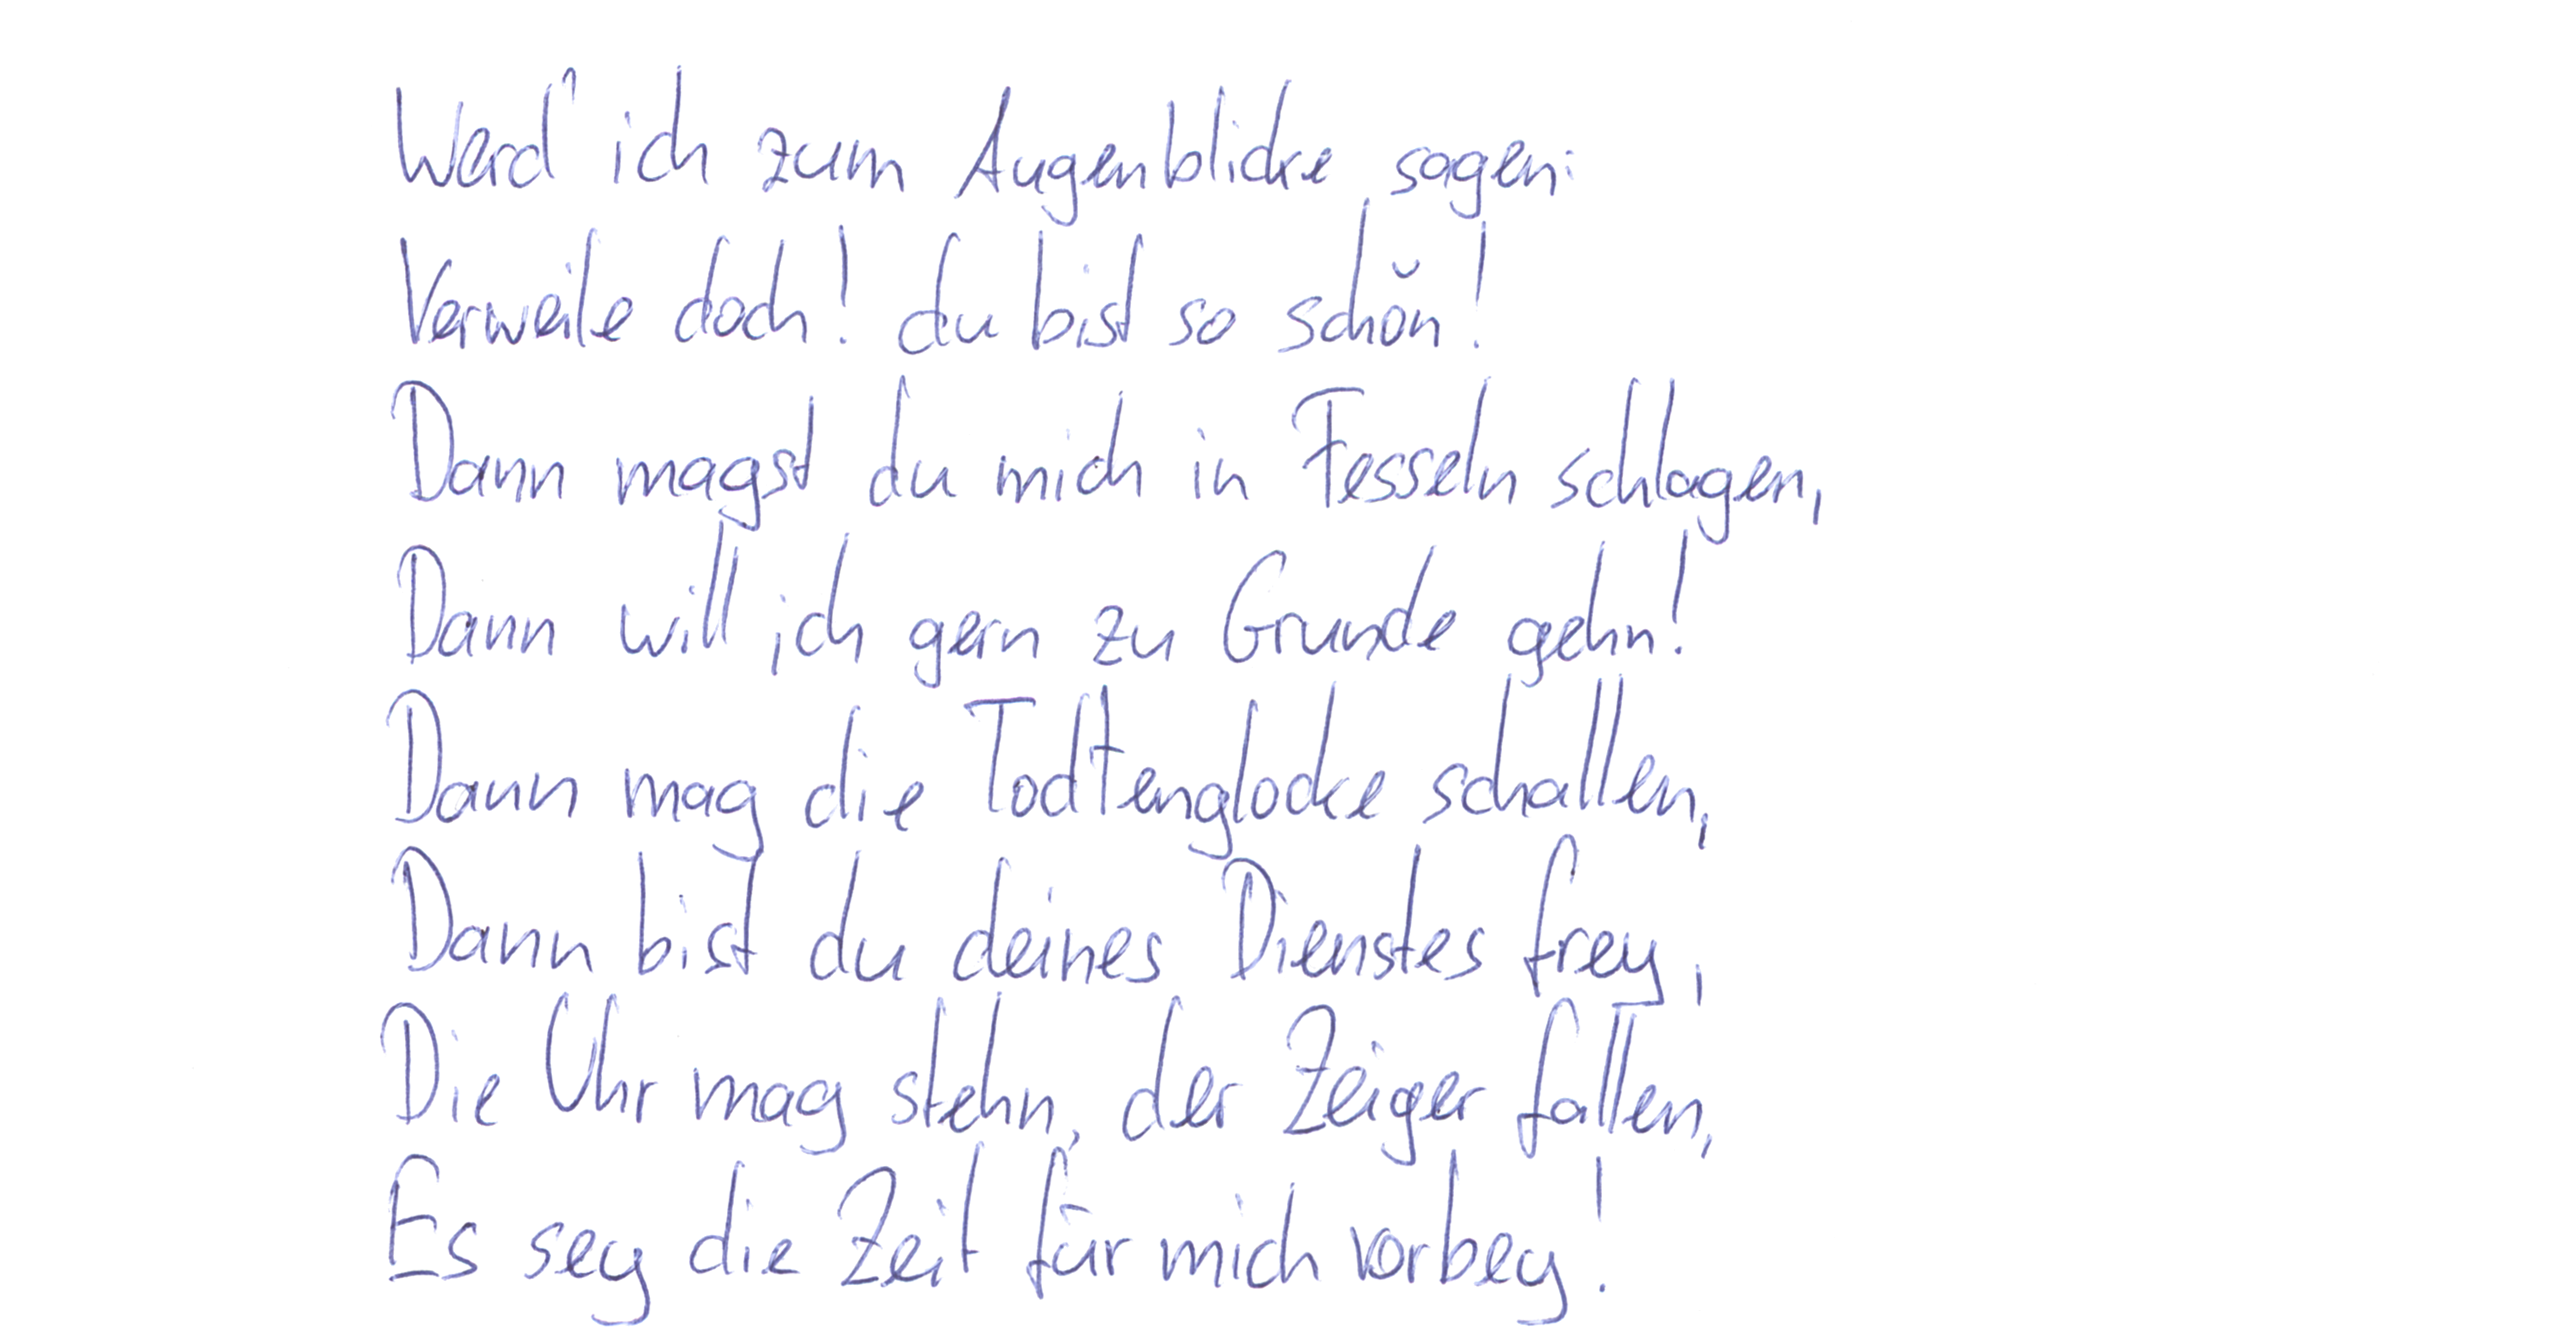 Werd' ich zum Augenblicke sagen:
Verweile doch! du bist so schön!
Dann magst du mich in Fesseln schlagen,
Dann will ich gern zu Grunde gehn!
Dann mag die Todtenglocke schallen,
Dann bist du deines Dienstes frey,
Die Uhr mag stehn, der Zeiger fallen,
Es sey die Zeit für mich vorbey!